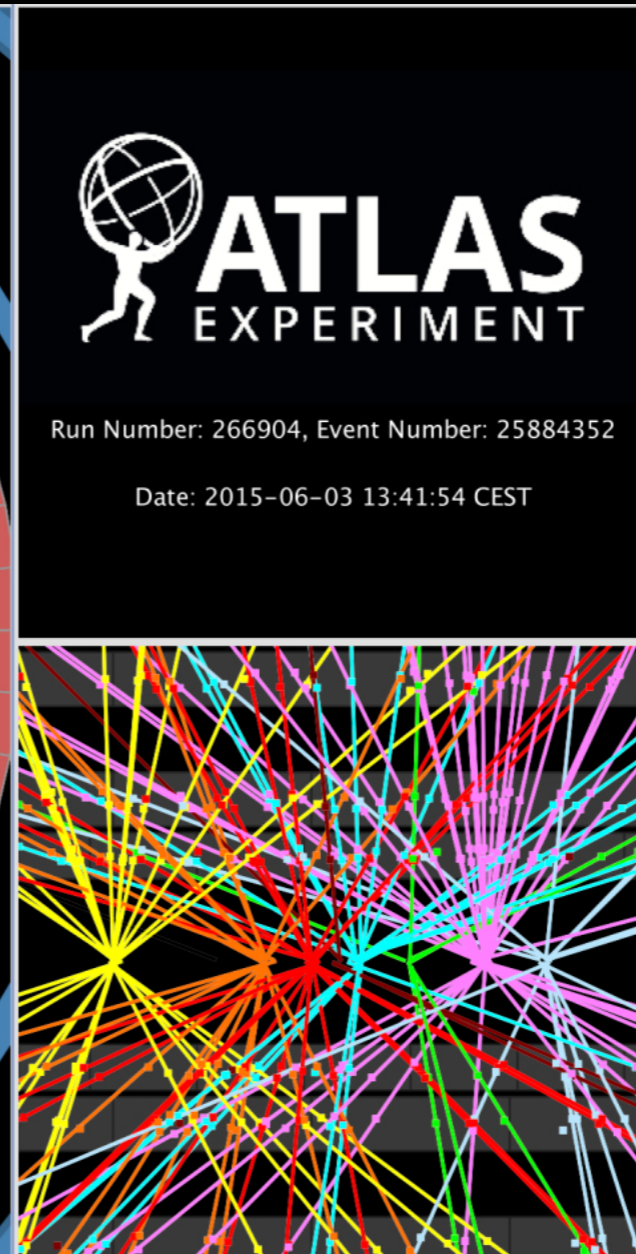 ATLAS
EXPERIMENT
Run Number: 266904, Event Number: 25884352
Date: 2015-06-03 13:41:54 CEST